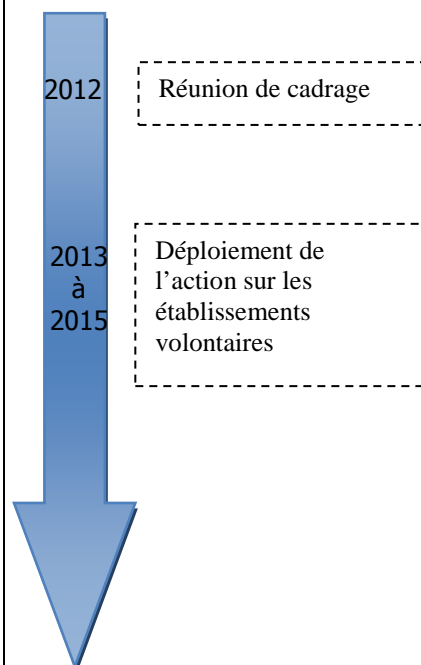 2012
Réunion de cadrage
2013
à
2015
Déploiement de
l’action sur les
établissements
volontaires